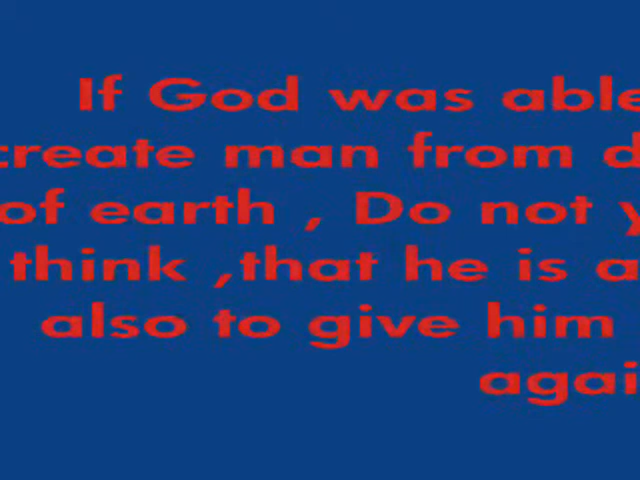 If God was able
create man from
of earth , Do not
think ,that he is
also to give him